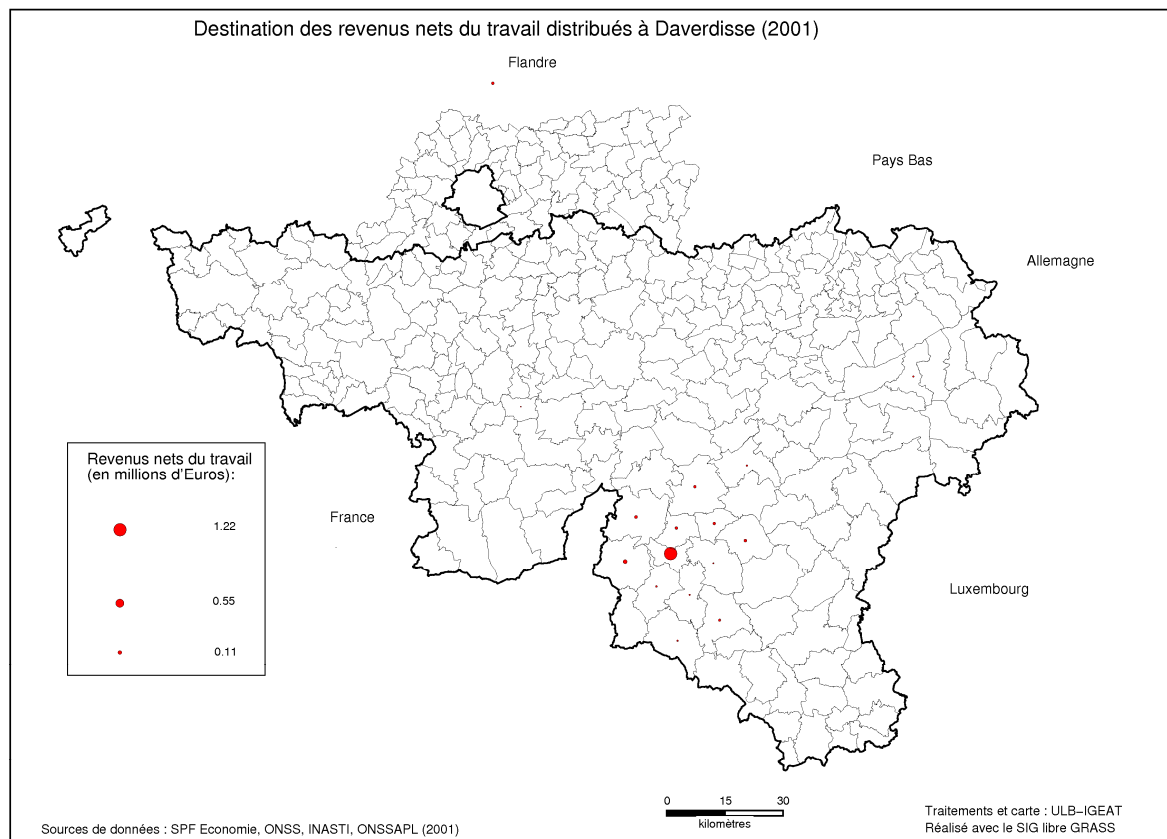 Destination des revenus nets du travail distribués à Daverdisse (2001)
Flandre
Pays Bas
Allemagne
Revenus nets du travail
(en millions d'Euros):
1.22
0.55
0.11
France
Luxembourg
0 15 30
kilomètres
Sources de données : SPF Economie, ONSS, INASTI, ONSSAPL (2001)
Traitements et carte : ULB–IGEAT
Réalisé avec le SIG libre GRASS